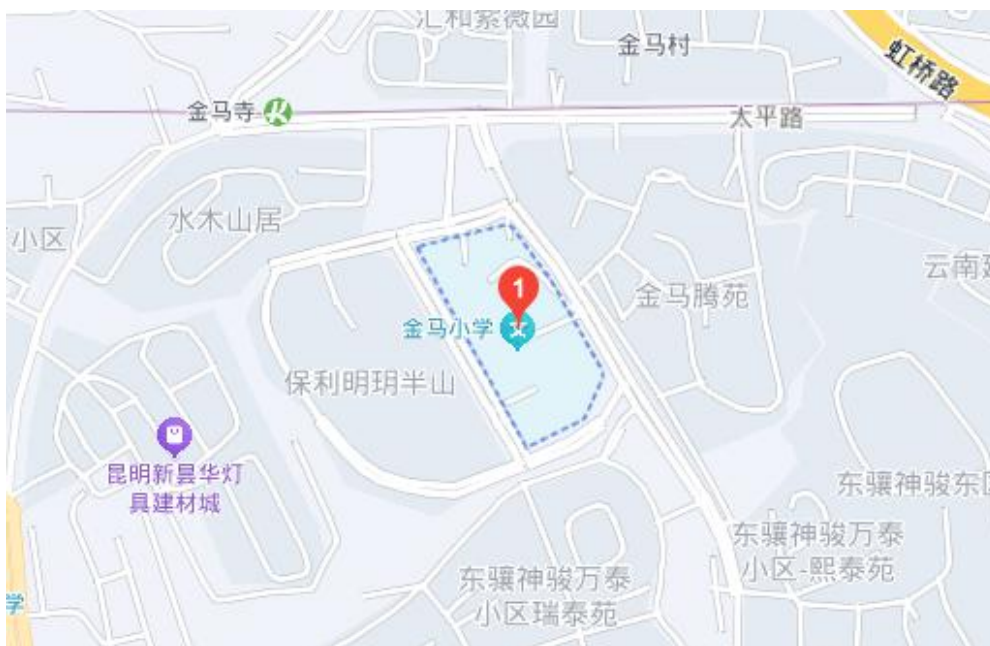 汇和紫薇园
金马村
虹桥路
金马寺
太平路
水木山居
小区
云南建
金马腾苑
1
金马小学
保利明玥半山
昆明新昙华灯
具建材城
东骧神骏东区
东骧神骏万泰
小区-熙泰苑
东骧神骏万泰
小区瑞泰苑
学